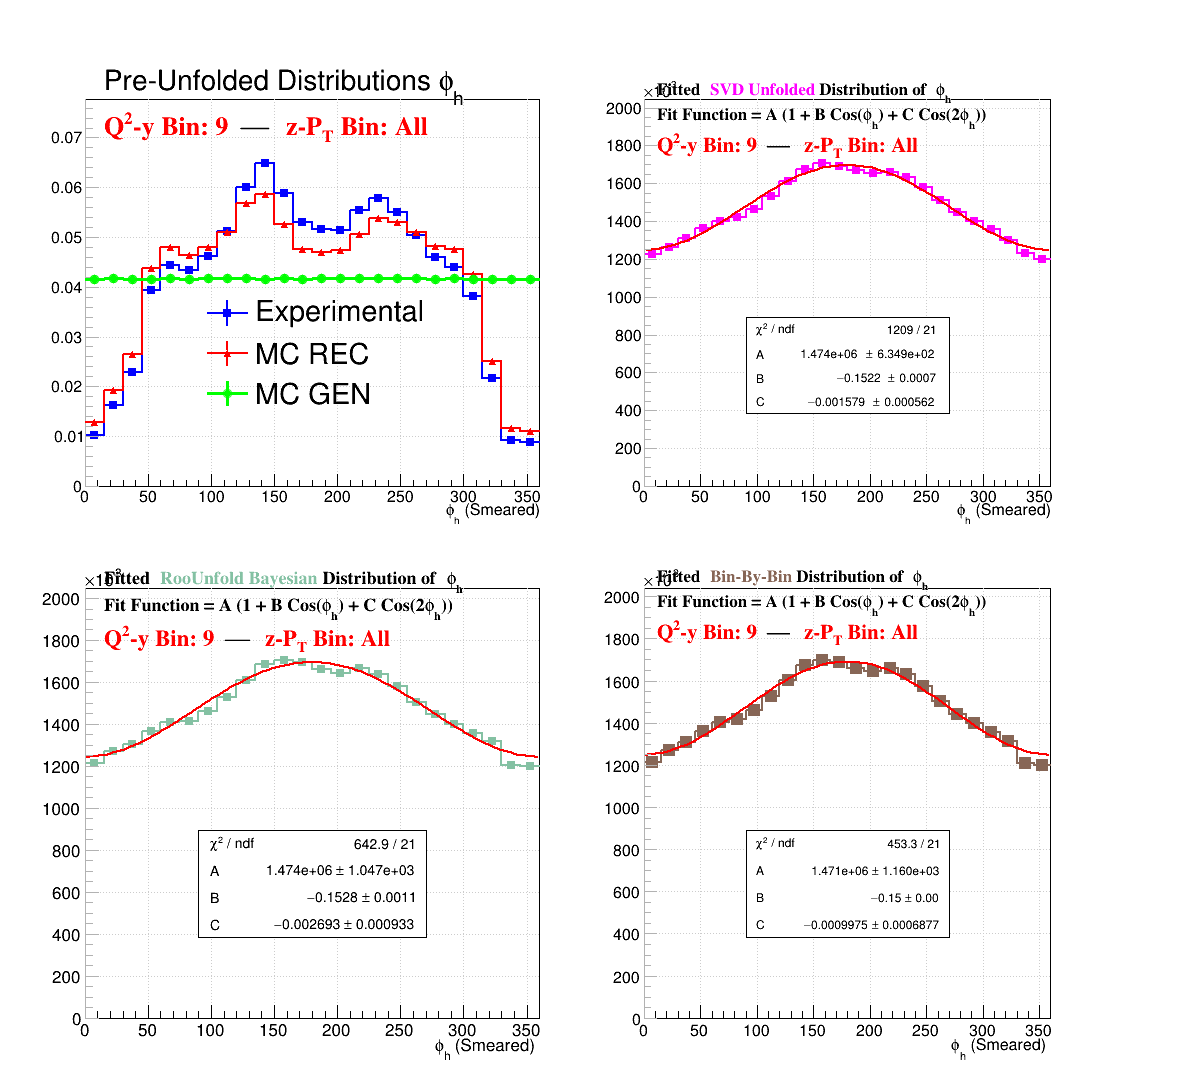 Pre-Unfolded Distributions ϕh
Q²-y Bin: 9 — z-PT Bin: All
0.07
0.06
0.05
0.04
0.03
0.02
0.01
0
Experimental
MC REC
MC GEN
0 50 100 150 200 250 300 350
ϕh (Smeared)
Fitted SVD Unfolded Distribution of ϕh
Fit Function = A (1 + B Cos(ϕh) + C Cos(2ϕh))
Q²-y Bin: 9 — z-PT Bin: All
2000
1800
1600
1400
1200
1000
800
600
400
200
0
χ² / ndf 1209 / 21
A 1.474e+06 ± 6.349e+02
B −0.1522 ± 0.0007
C −0.001579 ± 0.000562
0 50 100 150 200 250 300 350
ϕh (Smeared)
Fitted RooUnfold Bayesian Distribution of ϕh
Fit Function = A (1 + B Cos(ϕh) + C Cos(2ϕh))
Q²-y Bin: 9 — z-PT Bin: All
2000
1800
1600
1400
1200
1000
800
600
400
200
0
χ² / ndf 642.9 / 21
A 1.474e+06 ± 1.047e+03
B −0.1528 ± 0.0011
C −0.002693 ± 0.000933
0 50 100 150 200 250 300 350
ϕh (Smeared)
Fitted Bin-By-Bin Distribution of ϕh
Fit Function = A (1 + B Cos(ϕh) + C Cos(2ϕh))
Q²-y Bin: 9 — z-PT Bin: All
2000
1800
1600
1400
1200
1000
800
600
400
200
0
χ² / ndf 453.3 / 21
A 1.471e+06 ± 1.160e+03
B −0.15 ± 0.00
C −0.0009975 ± 0.0006877
0 50 100 150 200 250 300 350
ϕh (Smeared)